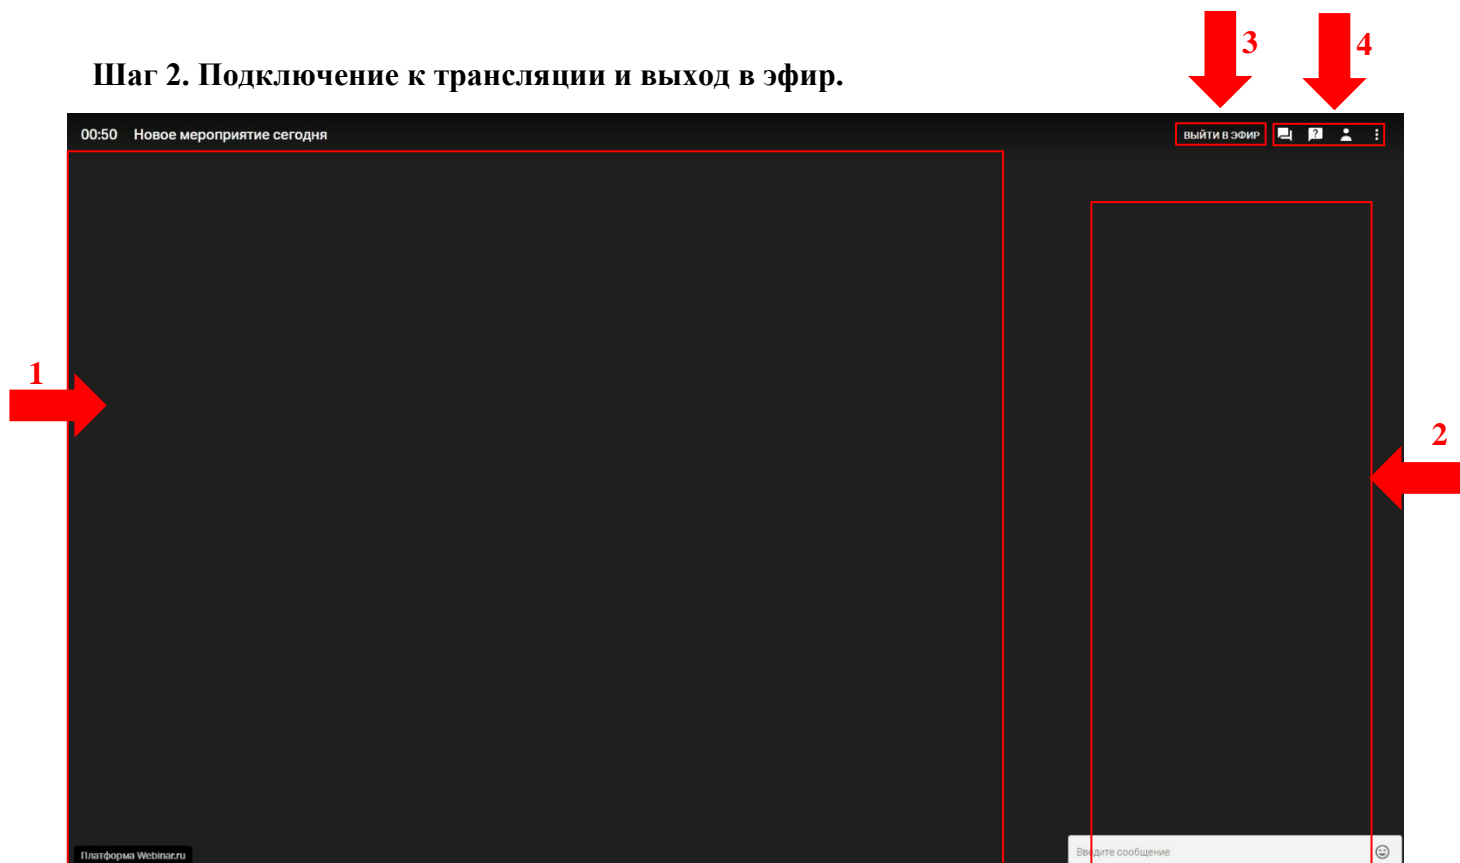 3
4
Шаг 2. Подключение к трансляции и выход в эфир.
00:50 Новое мероприятие сегодня
ВЫЙТИ В ЭФИР
?
1
2
Платформа Webinar.ru
Введите сообщение